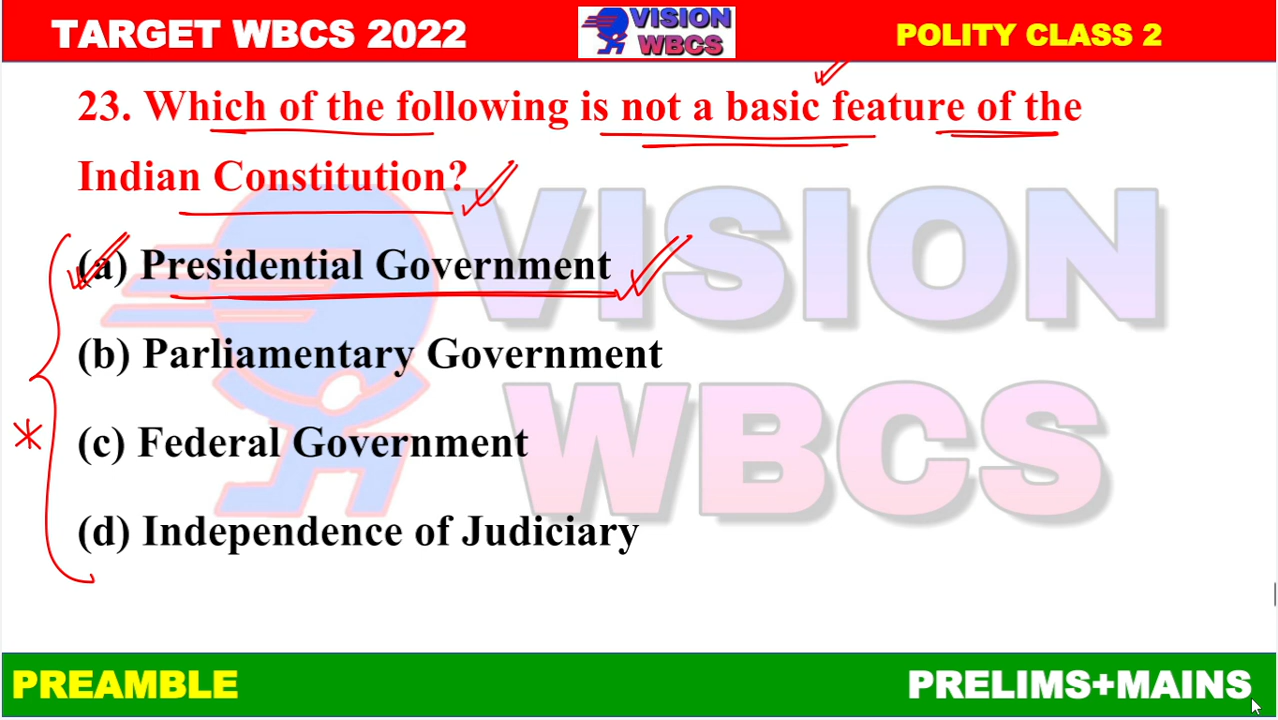 TARGET WBCS 2022
VISION
WBCS
POLITY CLASS 2
23. Which of the following is not a basic feature of the
Indian Constitution?
(a) Presidential Government
(b) Parliamentary Government
(c) Federal Government
(d) Independence of Judiciary
VISION
WBCS
PREAMBLE
PRELIMS+MAINS